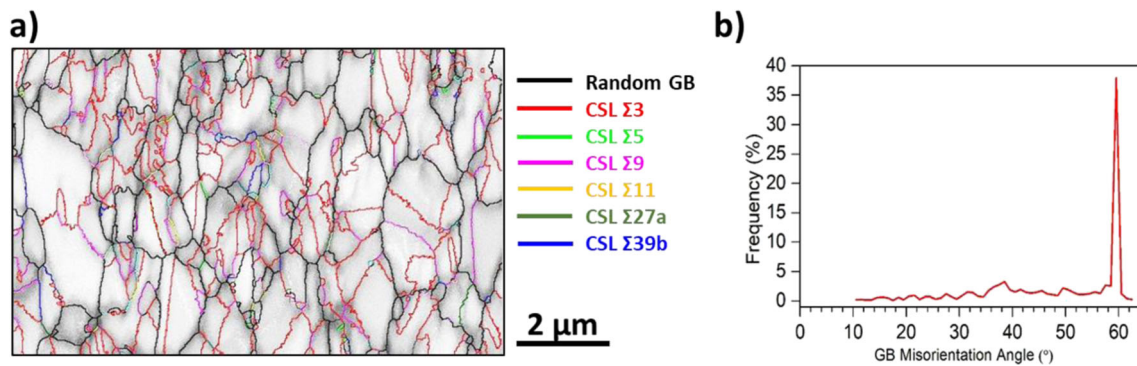 a)
Random GB
CSL Σ3
CSL Σ5
CSL Σ9
CSL Σ11
CSL Σ27a
CSL Σ39b
2 μm
b)
40
35
30
25
20
15
10
5
0
Frequency (%)
0 10 20 30 40 50 60
GB Misorientation Angle (°)